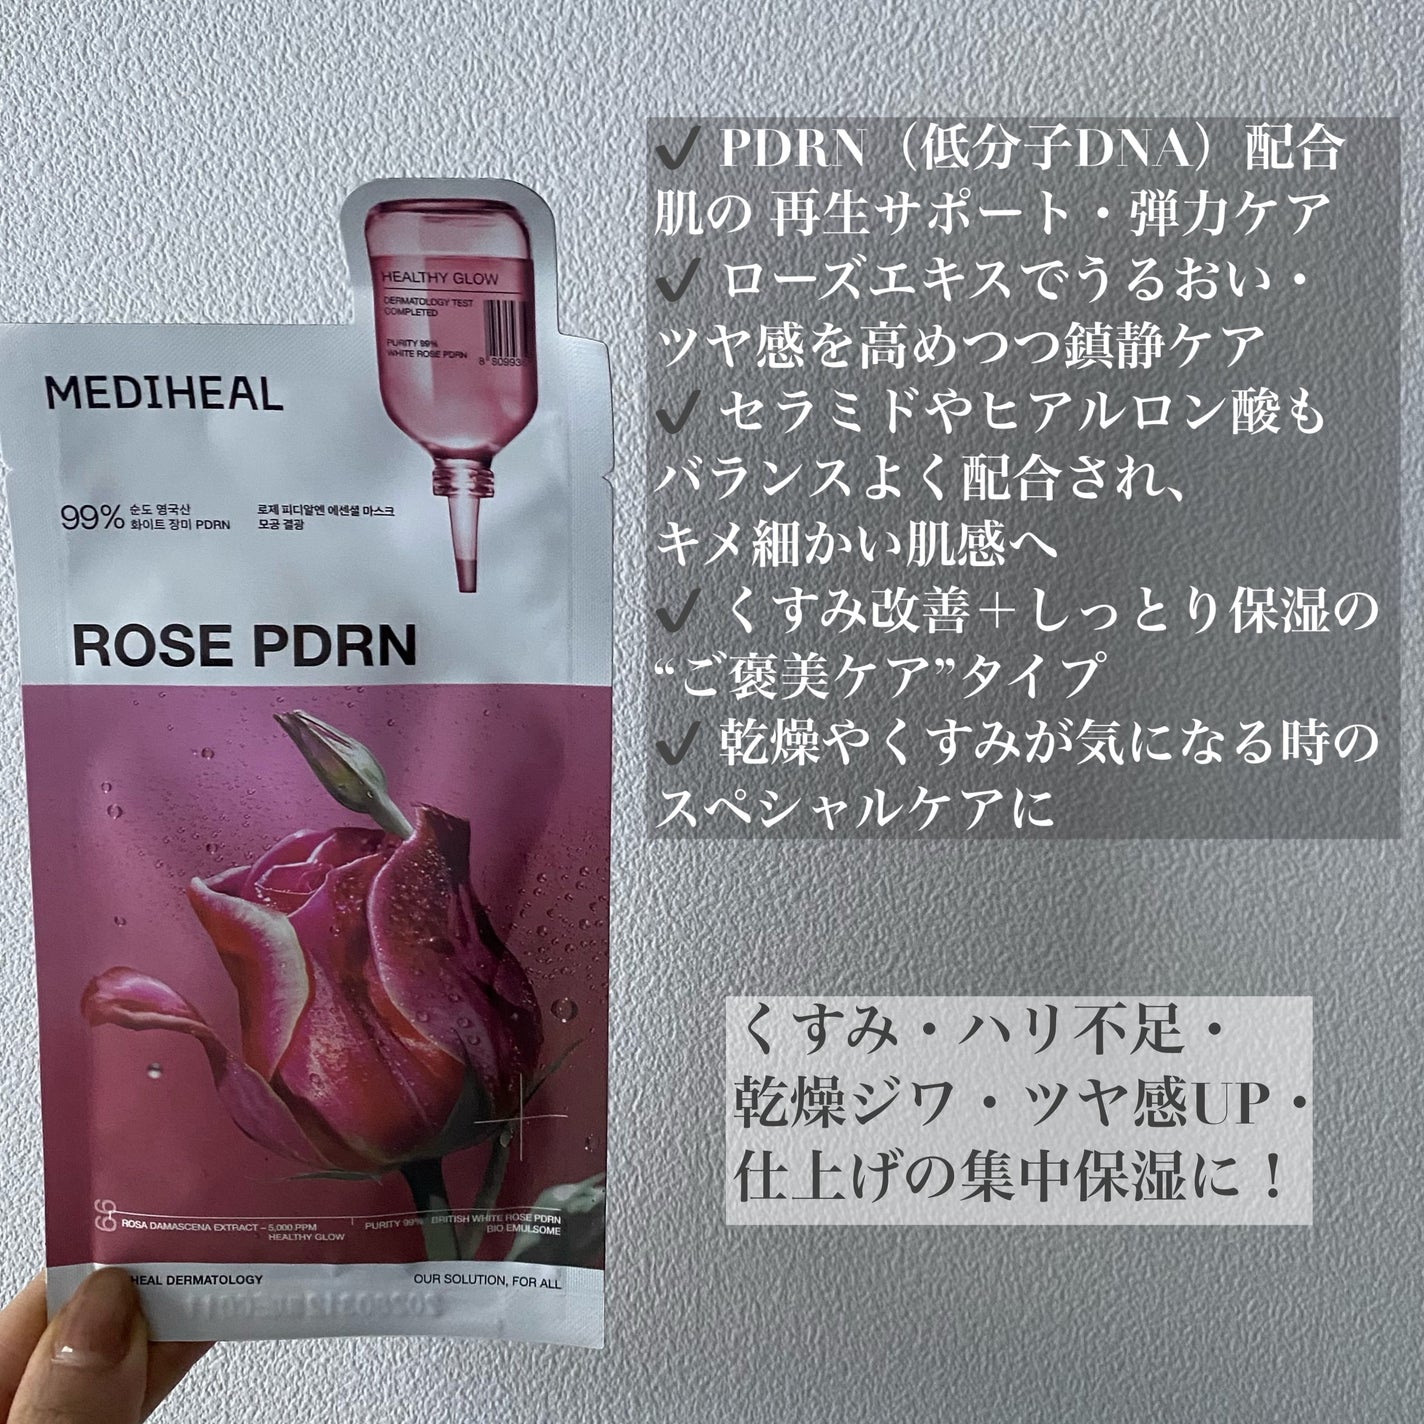 HEALTHY GLOW
DERMATOLOGY TEST
COMPLETED
PURITY 99%
WHITE ROSE PDRN
8 80993
MEDIHEAL
99% 순도 영국산
화이트 장미 PDRN
로제 피디알엔 에센셜 마스크
모공 결광
ROSE PDRN
99
ROSA DAMASCENA EXTRACT – 5,000 PPM
HEALTHY GLOW
PURITY 99% BRITISH WHITE ROSE PDRN
BIO EMULSOME
HEAL DERMATOLOGY
OUR SOLUTION, FOR ALL
✔ PDRN（低分子DNA）配合
肌の 再生サポート・弾力ケア
✔ ローズエキスでうるおい・
ツヤ感を高めつつ鎮静ケア
✔ セラミドやヒアルロン酸も
バランスよく配合され、
キメ細かい肌感へ
✔ くすみ改善＋しっとり保湿の
“ご褒美ケア”タイプ
✔ 乾燥やくすみが気になる時の
スペシャルケアに
くすみ・ハリ不足・
乾燥ジワ・ツヤ感UP・
仕上げの集中保湿に！